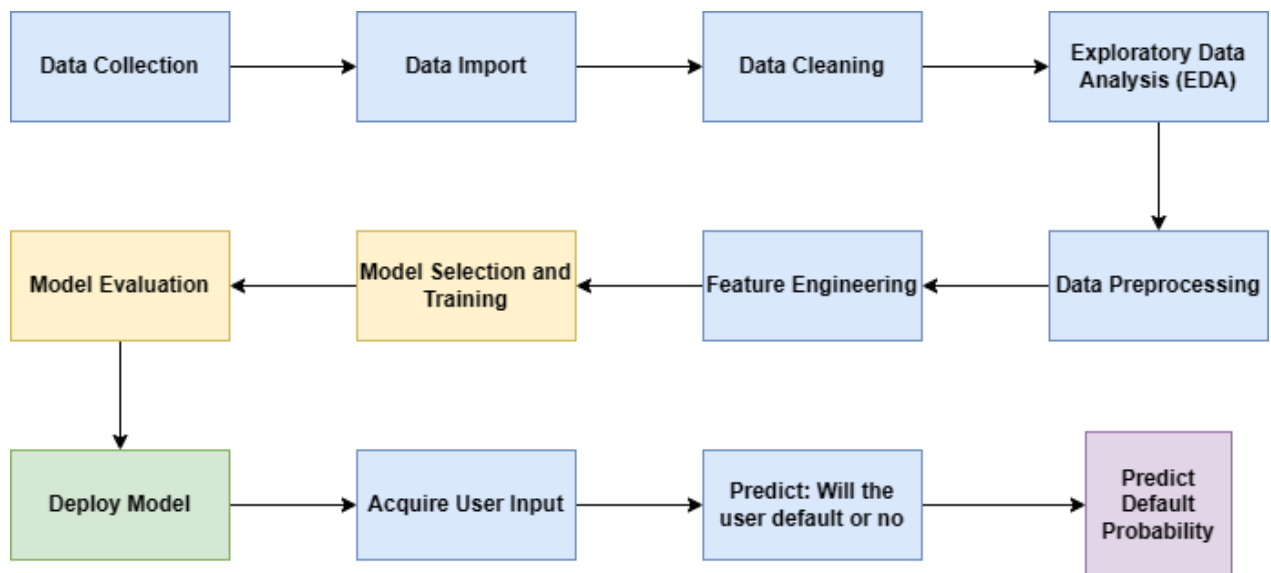 Data Collection
Data Import
Data Cleaning
Exploratory Data
Analysis (EDA)
Model Evaluation
Model Selection and
Training
Feature Engineering
Data Preprocessing
Deploy Model
Acquire User Input
Predict: Will the
user default or no
Predict
Default
Probability